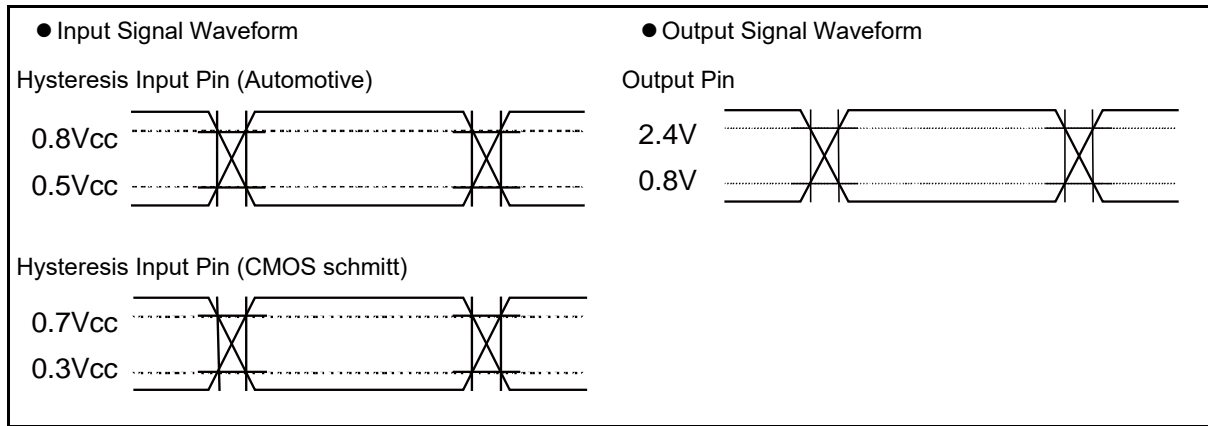 ● Input Signal Waveform
Hysteresis Input Pin (Automotive)
0.8Vcc
0.5Vcc
Hysteresis Input Pin (CMOS schmitt)
0.7Vcc
0.3Vcc
● Output Signal Waveform
Output Pin
2.4V
0.8V